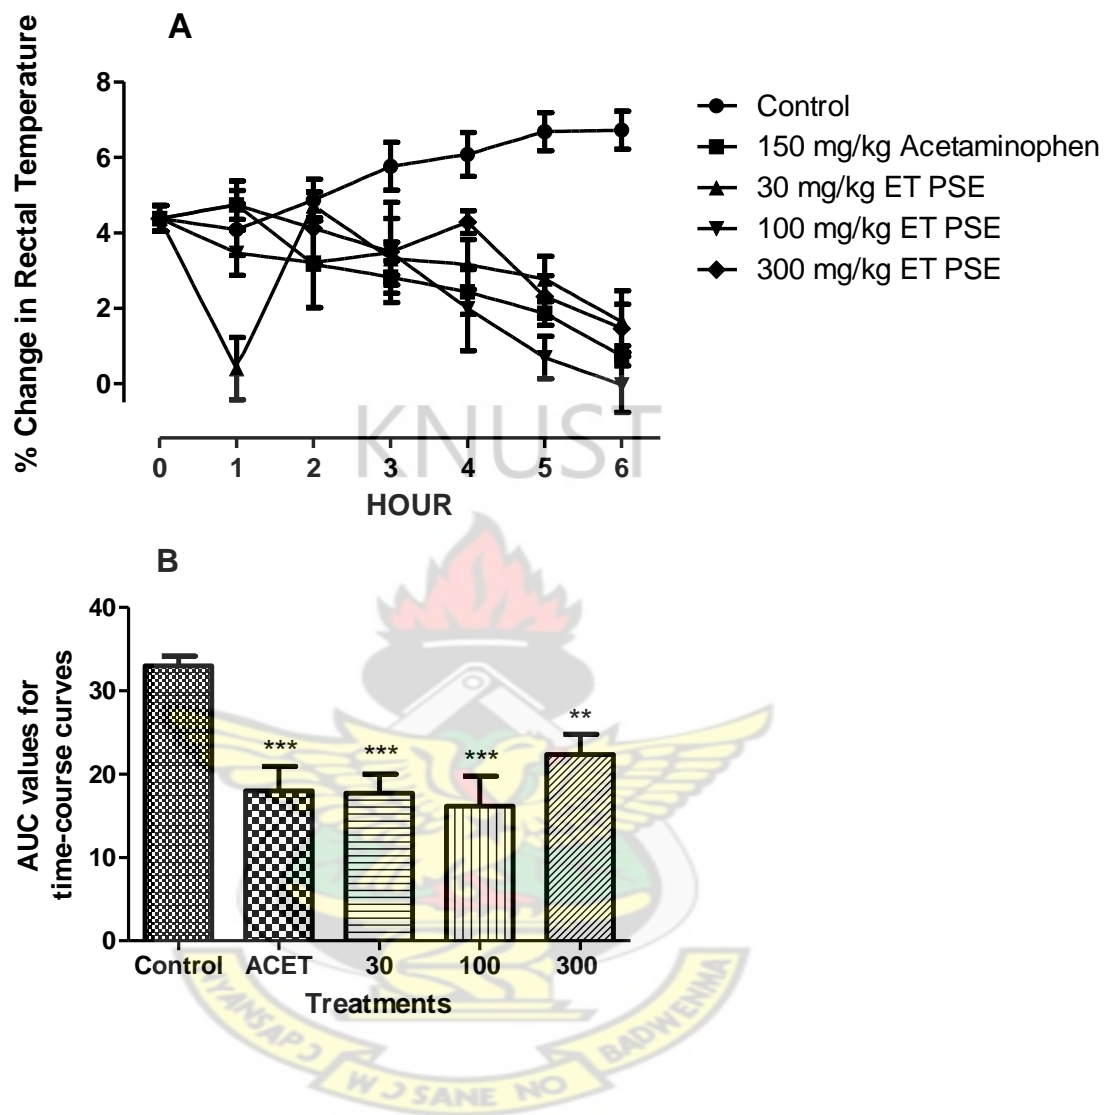 A
% Change in Rectal Temperature
8
6
4
2
0
0 1 2 3 4 5 6
HOUR
Control
150 mg/kg Acetaminophen
30 mg/kg ET PSE
100 mg/kg ET PSE
300 mg/kg ET PSE
KNUST
B
AUC values for
time-course curves
40
30
20
10
0
***
***
***
**
Control ACET 30 100 300
Treatments
NYANSAPƆ WƆSANE NO BADWENMA